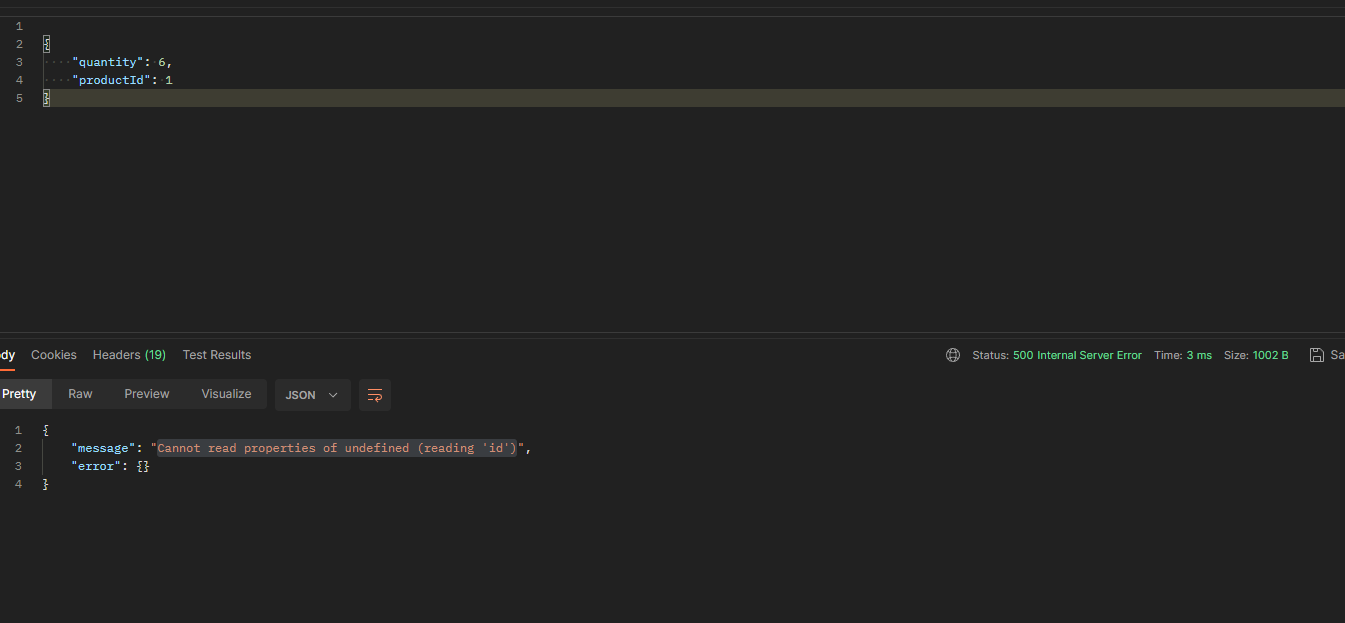 1
2 {
3 "quantity": 6,
4 "productId": 1
5 }
dy Cookies Headers (19) Test Results Status: 500 Internal Server Error Time: 3 ms Size: 1002 B Sa
Pretty Raw Preview Visualize JSON
1 {
2 "message": "Cannot read properties of undefined (reading 'id')",
3 "error": {}
4 }